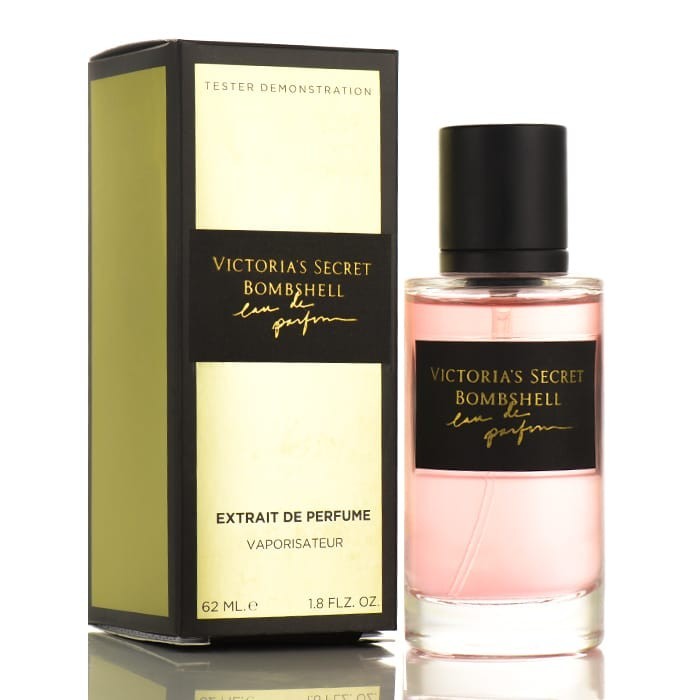 TESTER DEMONSTRATION
VICTORIA'S SECRET
BOMBSHELL
eau de
parfum
EXTRAIT DE PERFUME
VAPORISATEUR
62 ML.℮ 1.8 FLZ. OZ.
VICTORIA'S SECRET
BOMBSHELL
eau de
parfum